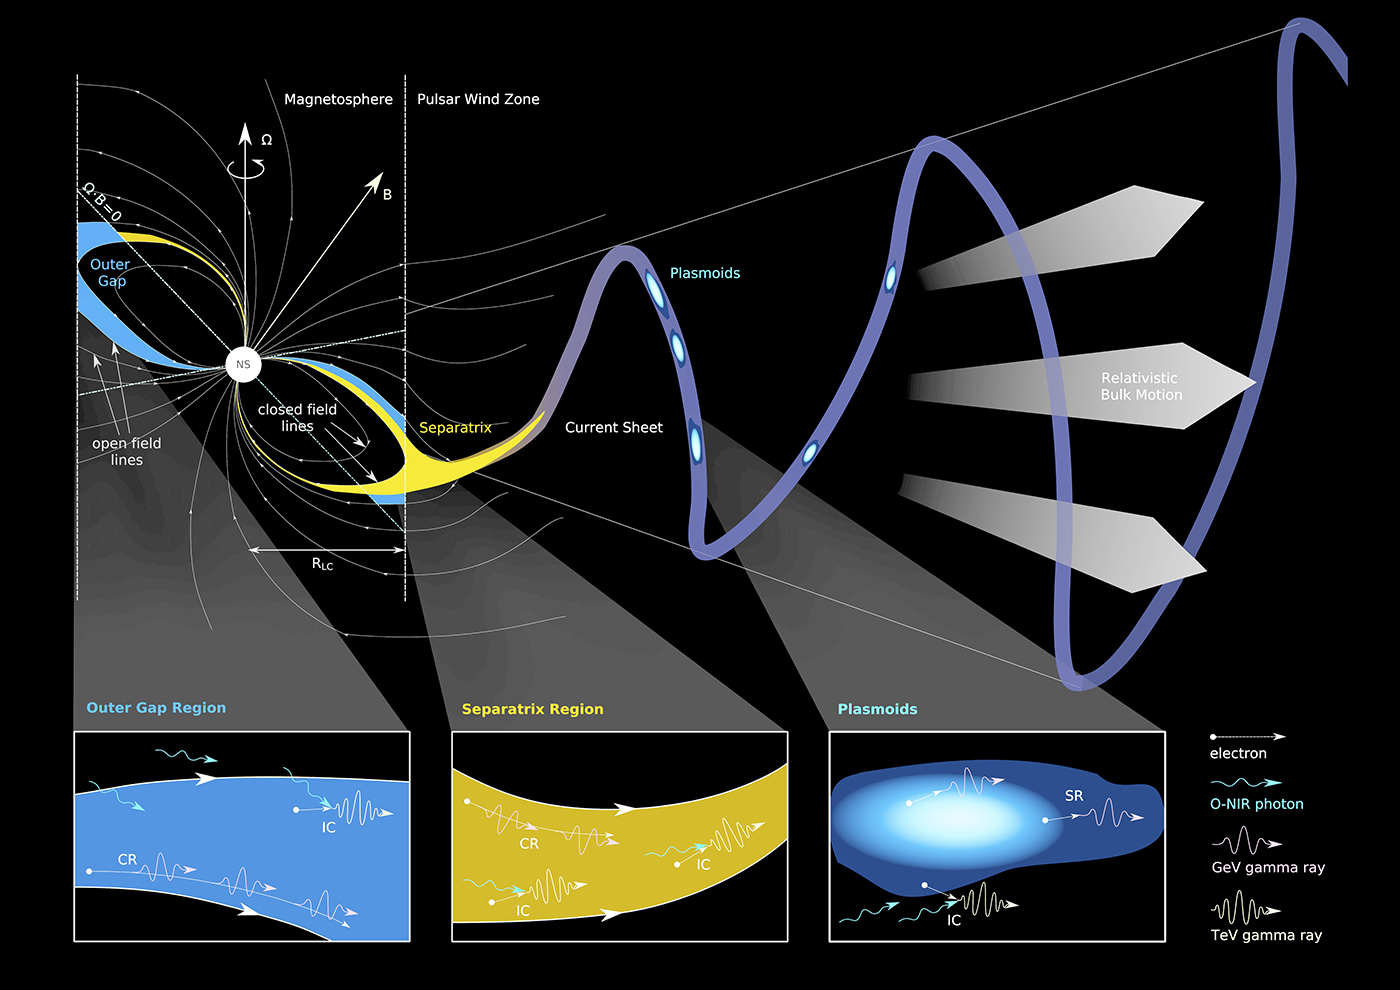 Magnetosphere
Pulsar Wind Zone
Ω
B
Ω·B=0
Outer
Gap
NS
Plasmoids
closed field
lines
Separatrix
Current Sheet
open field
lines
Relativistic
Bulk Motion
RLC
Outer Gap Region
Separatrix Region
Plasmoids
IC
CR
CR
IC
IC
SR
IC
electron
O-NIR photon
GeV gamma ray
TeV gamma ray